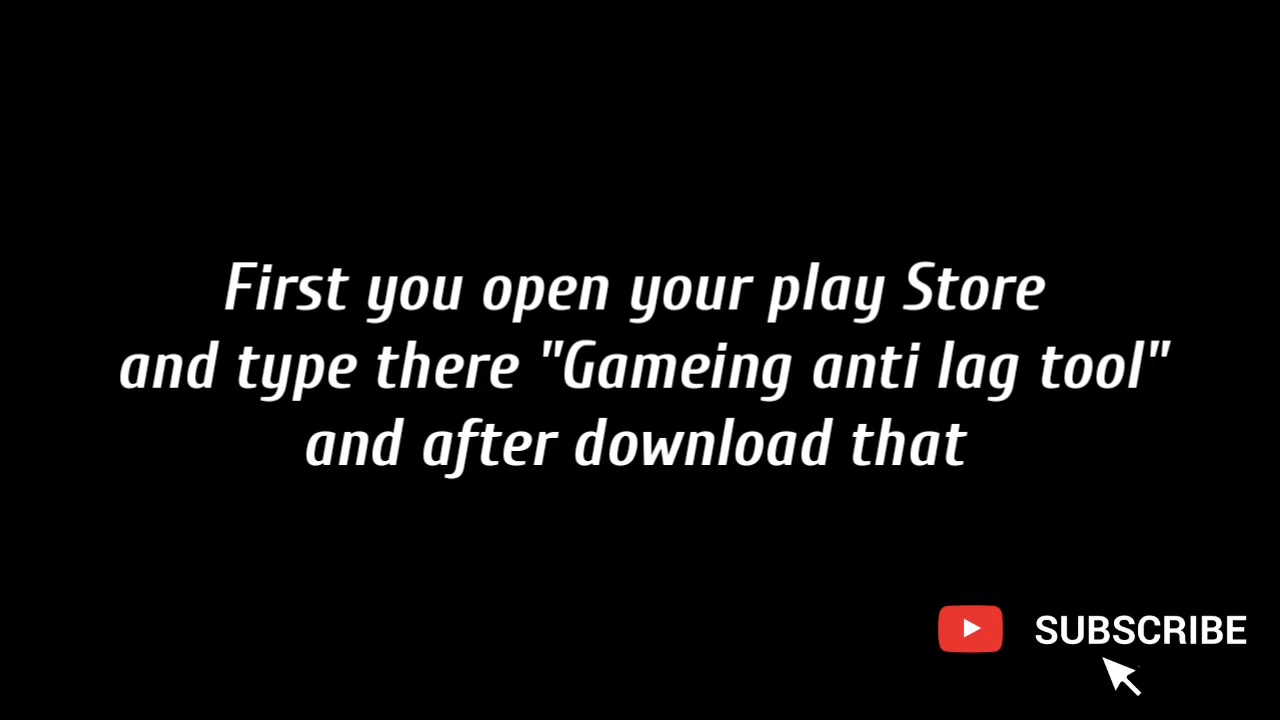 First you open your play Store
and type there "Gameing anti lag tool"
and after download that
SUBSCRIBE